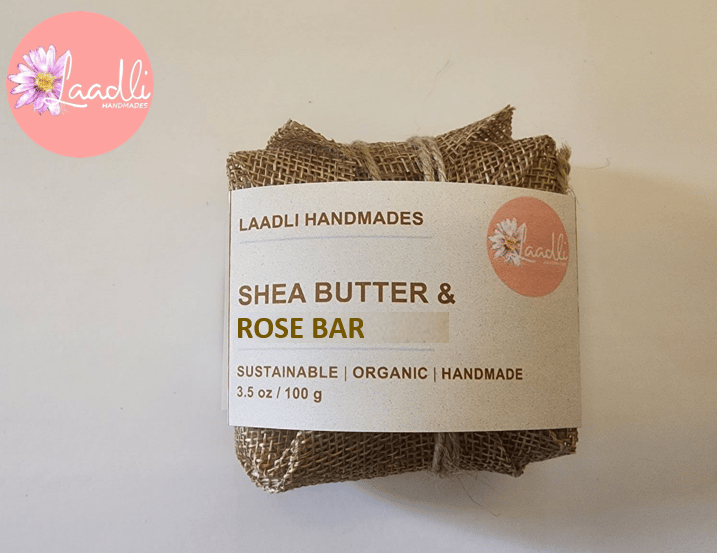 Laadli
HANDMADES
LAADLI HANDMADES
Laadli
SHEA BUTTER &
ROSE BAR
SUSTAINABLE | ORGANIC | HANDMADE
3.5 oz / 100 g